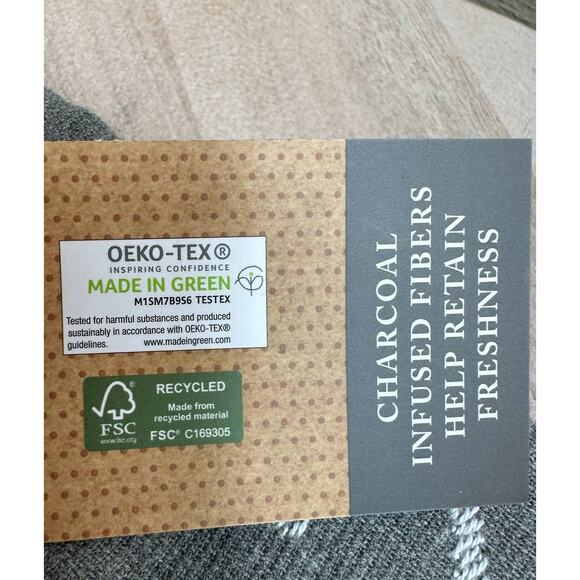 OEKO-TEX®
INSPIRING CONFIDENCE
MADE IN GREEN
M1SM7B9S6 TESTEX
Tested for harmful substances and produced
sustainably in accordance with OEKO-TEX®
guidelines. www.madeingreen.com
FSC
www.fsc.org
RECYCLED
Made from
recycled material
FSC® C169305
CHARCOAL
INFUSED FIBERS
HELP RETAIN
FRESHNESS